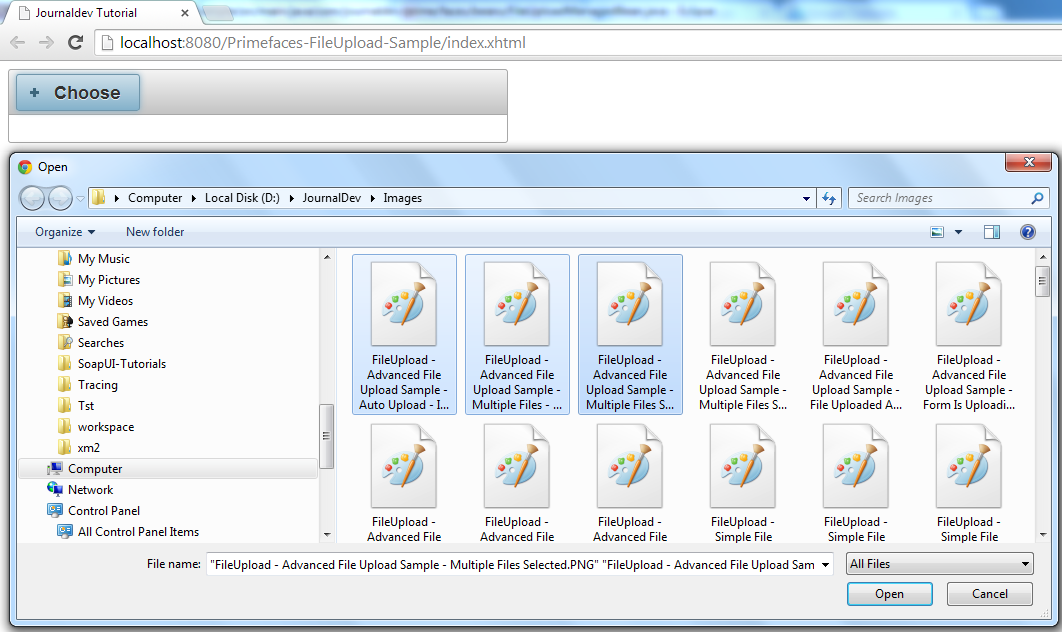 Journaldev Tutorial
localhost:8080/Primefaces-FileUpload-Sample/index.xhtml
+ Choose
Open
Computer
Local Disk (D:)
JournalDev
Images
Search Images
Organize
New folder
My Music
My Pictures
My Videos
Saved Games
Searches
SoapUI-Tutorials
Tracing
Tst
workspace
xm2
Computer
Network
Control Panel
All Control Panel Items
FileUpload -
Advanced File
Upload Sample -
Auto Upload - I...
FileUpload -
Advanced File
Upload Sample -
Multiple Files - ...
FileUpload -
Advanced File
Upload Sample -
Multiple Files S...
FileUpload -
Advanced File
Upload Sample -
Multiple Files S...
FileUpload -
Advanced File
Upload Sample -
File Uploaded A...
FileUpload -
Advanced File
Upload Sample -
Form Is Uploadi...
FileUpload -
Advanced File
FileUpload -
Advanced File
FileUpload -
Advanced File
FileUpload -
Simple File
FileUpload -
Simple File
FileUpload -
Simple File
File name:
"FileUpload - Advanced File Upload Sample - Multiple Files Selected.PNG" "FileUpload - Advanced File Upload Sam
All Files
Open
Cancel